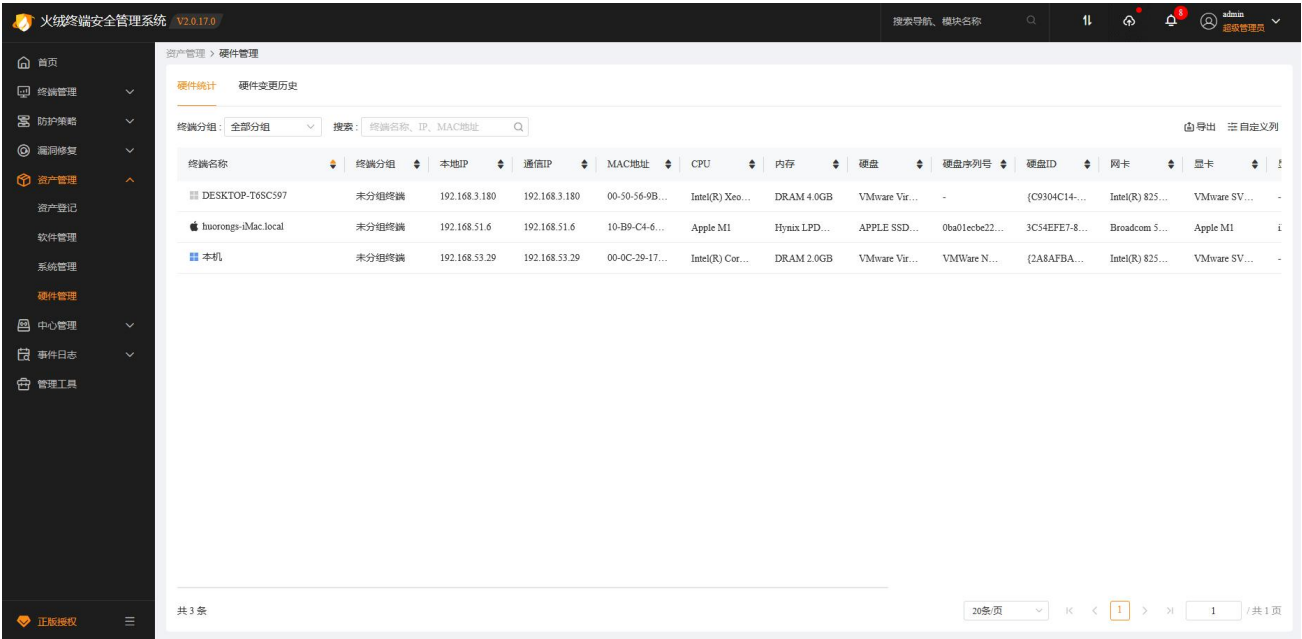 火绒终端安全管理系统 V2.0.17.0 搜索导航、模块名称 8 admin
超级管理员
资产管理 > 硬件管理
首页
终端管理
防护策略
漏洞修复
资产管理
资产登记
软件管理
系统管理
硬件管理
中心管理
事件日志
管理工具
正版授权
硬件统计 硬件变更历史
终端分组： 全部分组 搜索： 终端名称、IP、MAC地址 导出 自定义列
终端名称 终端分组 本地IP 通信IP MAC地址 CPU 内存 硬盘 硬盘序列号 硬盘ID 网卡 显卡
DESKTOP-T6SC597 未分组终端 192.168.3.180 192.168.3.180 00-50-56-9B... Intel(R) Xeo... DRAM 4.0GB VMware Vir... - {C9304C14-... Intel(R) 825... VMware SV... -
huorongs-iMac.local 未分组终端 192.168.51.6 192.168.51.6 10-B9-C4-6... Apple M1 Hynix LPD... APPLE SSD... 0ba01ecbe22... 3C54EFE7-8... Broadcom 5... Apple M1
本机 未分组终端 192.168.53.29 192.168.53.29 00-0C-29-17... Intel(R) Cor... DRAM 2.0GB VMware Vir... VMWare N... {2A8AFBA... Intel(R) 825... VMware SV... -
共 3 条 20条/页 1 1 / 共 1 页